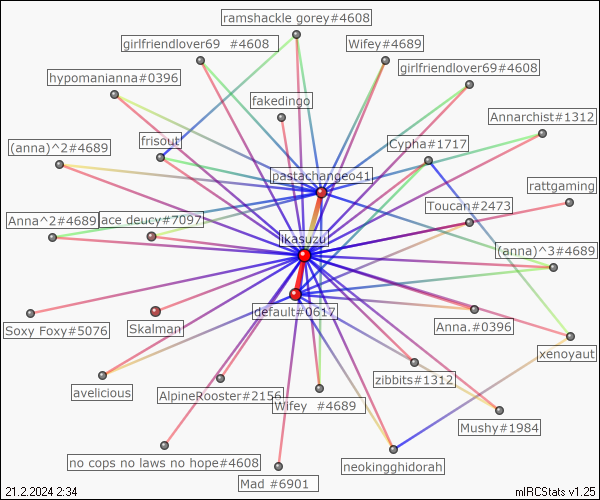 ramshackle gorey#4608
girlfriendlover69 #4608
Wifey#4689
girlfriendlover69#4608
hypomanianna#0396
fakedingo
Annarchist#1312
frisout
Cypha#1717
(anna)^2#4689
pastachangeo41
rattgaming
Toucan#2473
Anna^2#4689
ace deucy#7097
ikasuzu
(anna)^3#4689
default#0617
Soxy Foxy#5076
Skalman
Anna.#0396
xenoyaut
zibbits#1312
avelicious
AlpineRooster#2156
Wifey #4689
Mushy#1984
no cops no laws no hope#4608
neokingghidorah
Mad #6901
21.2.2024 2:34
mIRCStats v1.25